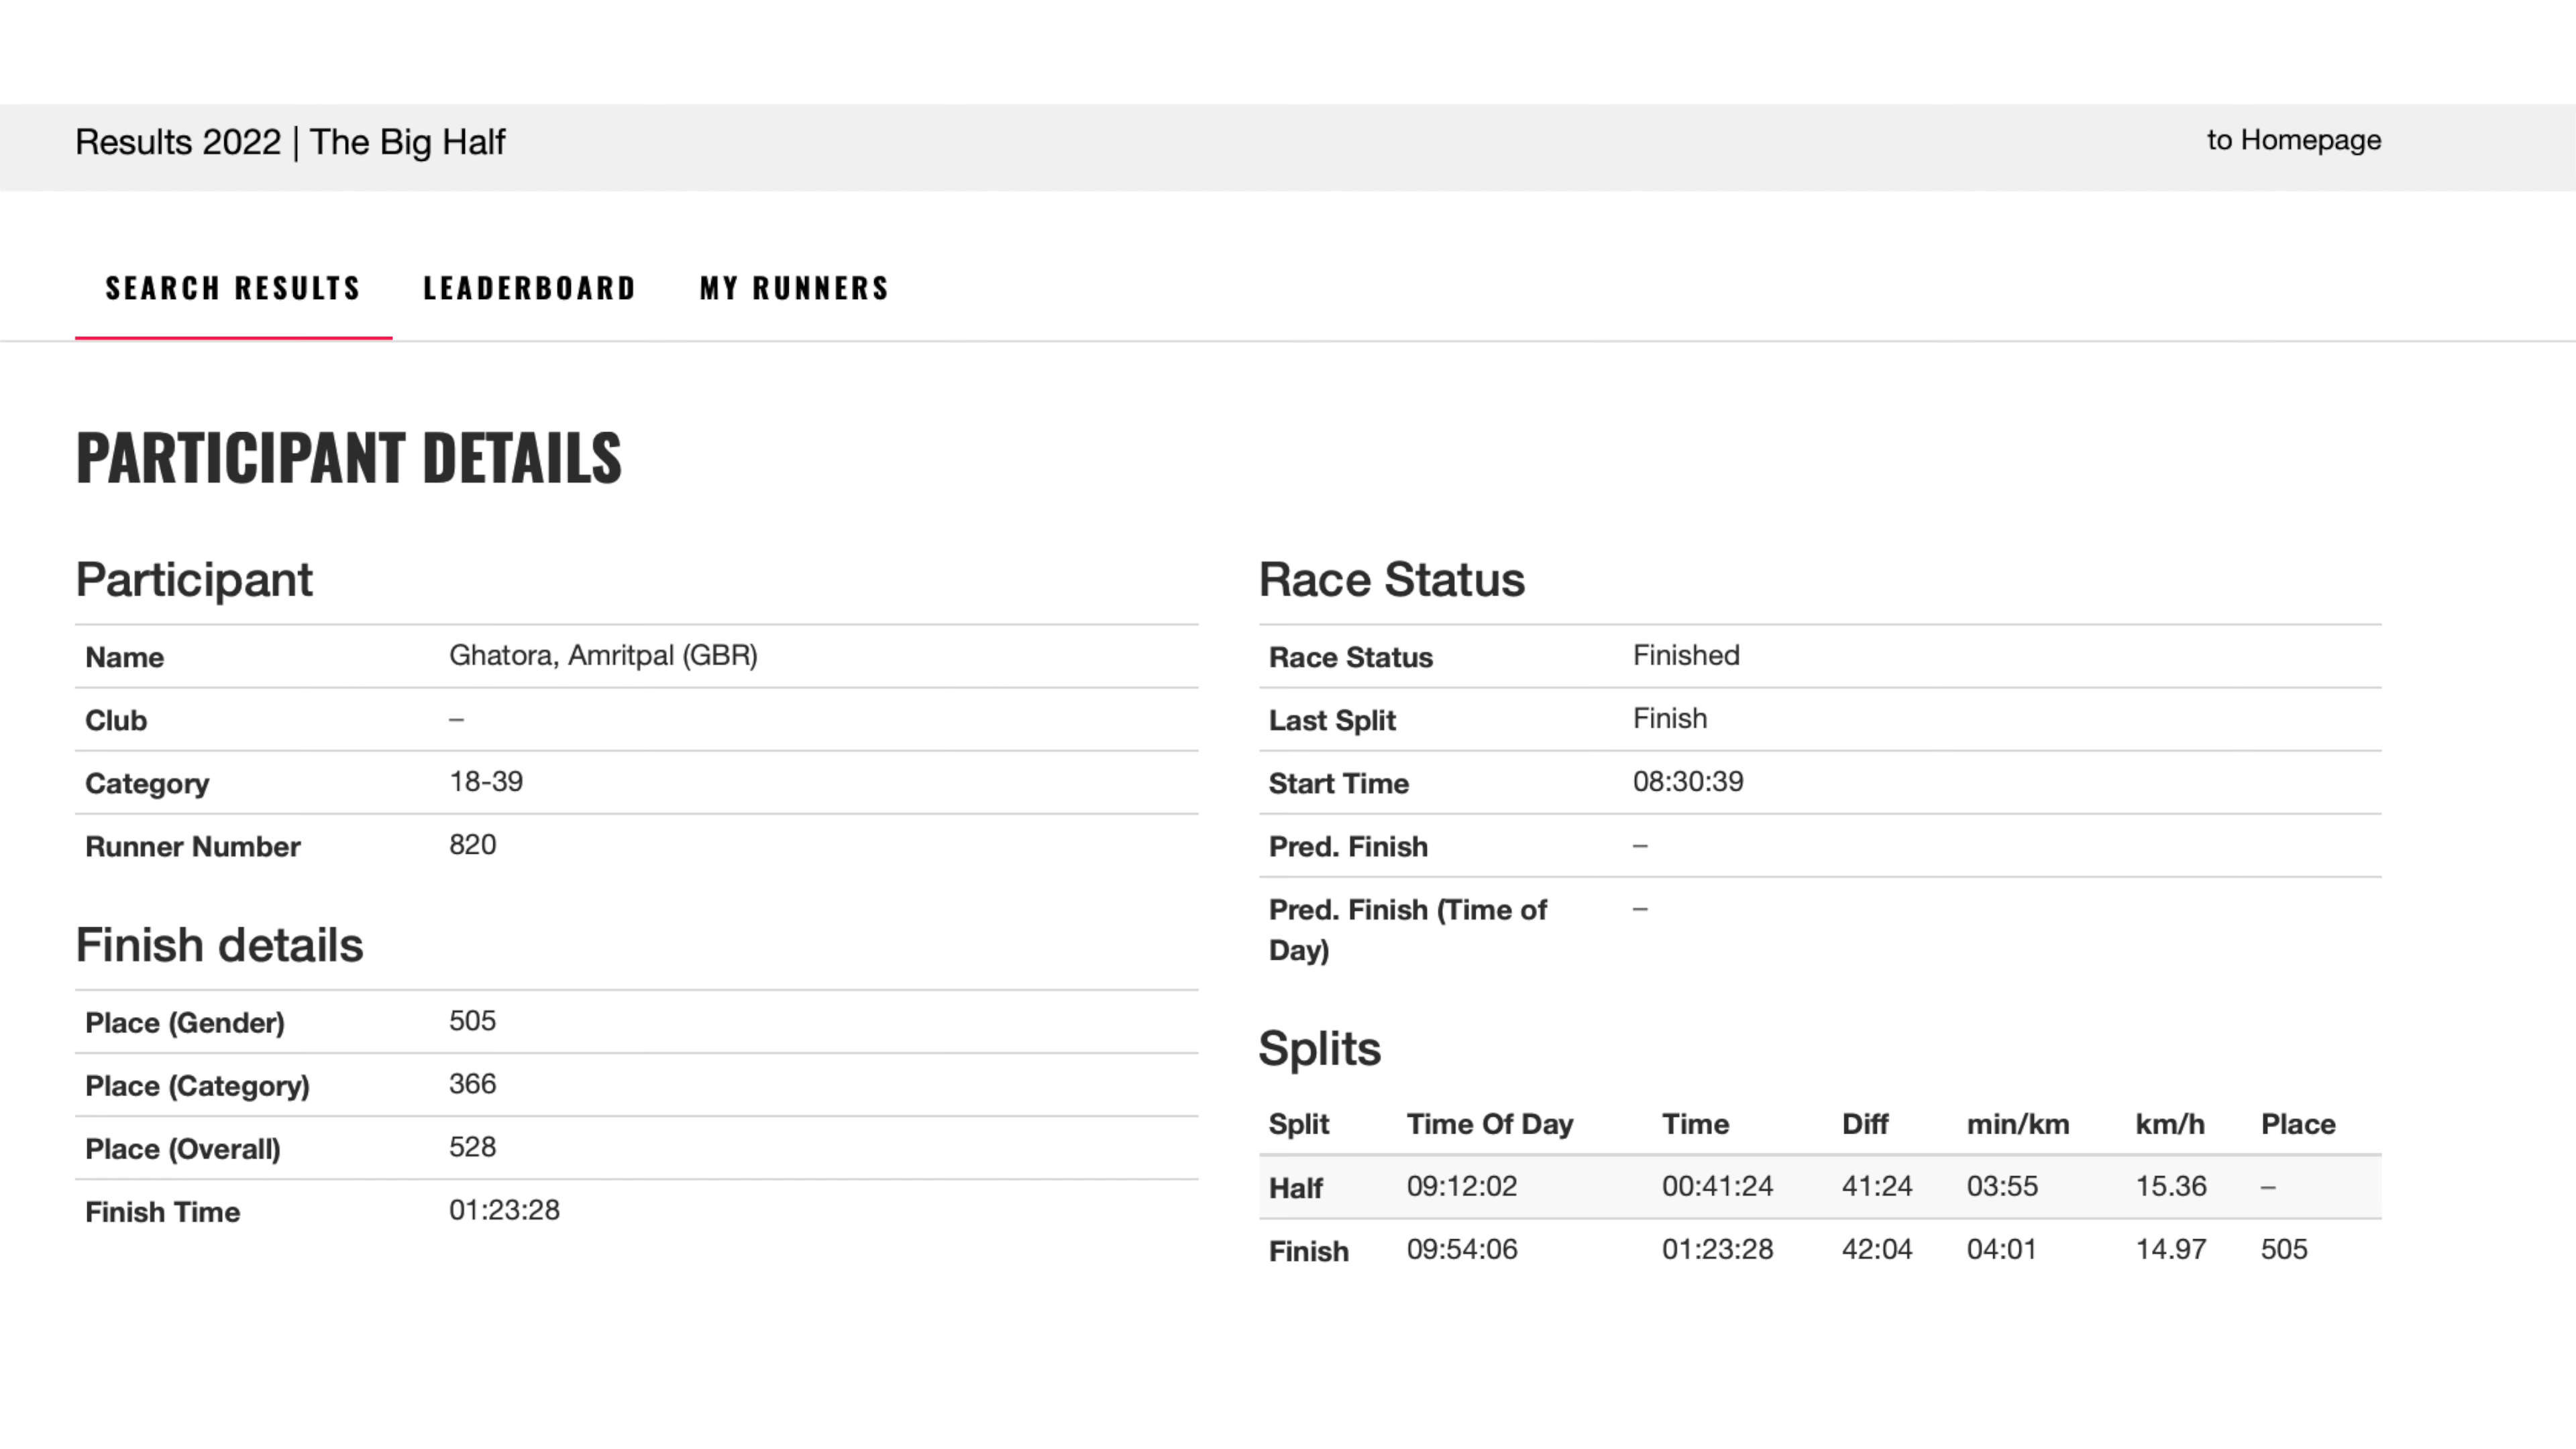 Results 2022 | The Big Half
to Homepage
SEARCH RESULTS LEADERBOARD MY RUNNERS
PARTICIPANT DETAILS
Participant
Name Ghatora, Amritpal (GBR)
Club –
Category 18-39
Runner Number 820
Finish details
Place (Gender) 505
Place (Category) 366
Place (Overall) 528
Finish Time 01:23:28
Race Status
Race Status Finished
Last Split Finish
Start Time 08:30:39
Pred. Finish –
Pred. Finish (Time of –
Day)
Splits
Split Time Of Day Time Diff min/km km/h Place
Half 09:12:02 00:41:24 41:24 03:55 15.36 –
Finish 09:54:06 01:23:28 42:04 04:01 14.97 505